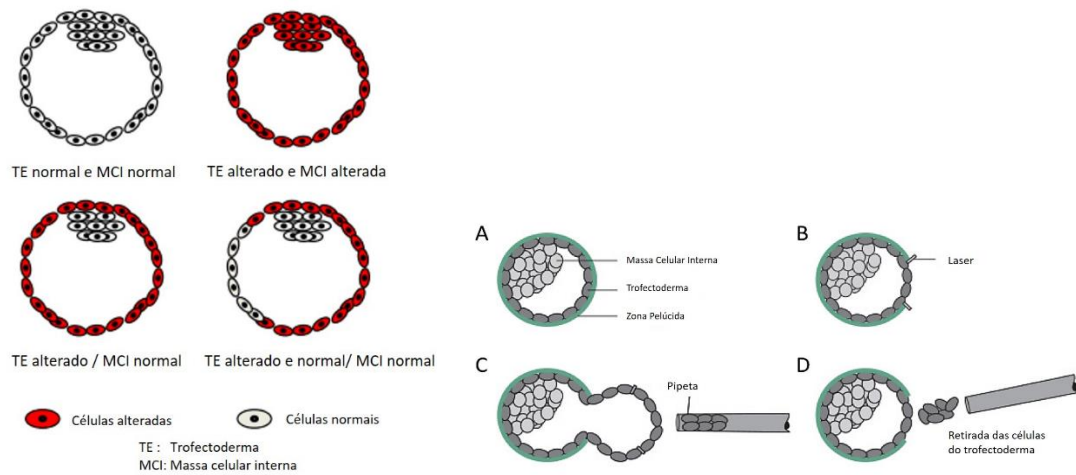 TE normal e MCI normal
TE alterado e MCI alterada
TE alterado / MCI normal
TE alterado e normal/ MCI normal
Células alteradas
Células normais
TE : Trofectoderma
MCI: Massa celular interna
A
Massa Celular Interna
Trofectoderma
Zona Pelúcida
B
Laser
C
Pipeta
D
Retirada das células
do trofectoderma